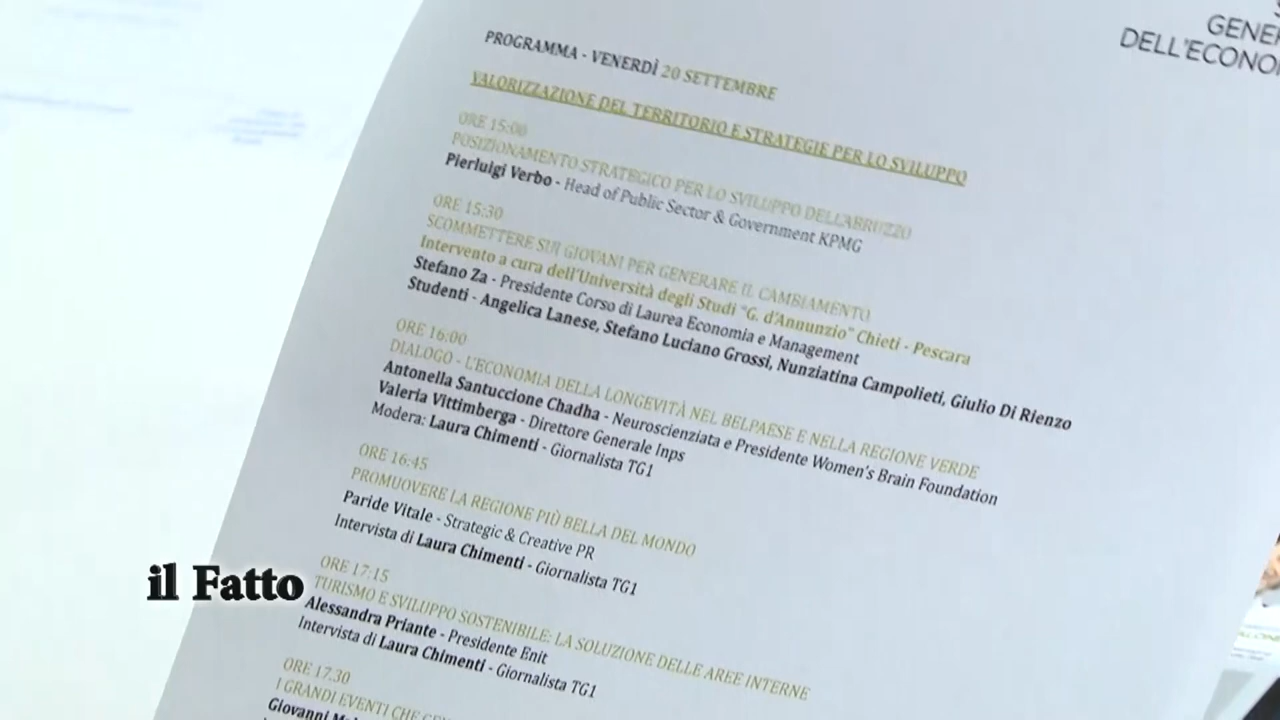 GENER
DELL'ECONO
PROGRAMMA - VENERDÌ 20 SETTEMBRE
VALORIZZAZIONE DEL TERRITORIO E STRATEGIE PER LO SVILUPPO
ORE 15:00
POSIZIONAMENTO STRATEGICO PER LO SVILUPPO DELL'ABRUZZO
Pierluigi Verbo - Head of Public Sector & Government KPMG
ORE 15:30
SCOMMETTERE SUI GIOVANI PER GENERARE IL CAMBIAMENTO
Intervento a cura dell'Università degli Studi "G. d'Annunzio" Chieti - Pescara
Stefano Za - Presidente Corso di Laurea Economia e Management
Studenti - Angelica Lanese, Stefano Luciano Grossi, Nunziatina Campolieti, Giulio Di Rienzo
ORE 16:00
DIALOGO - L'ECONOMIA DELLA LONGEVITÀ NEL BELPAESE E NELLA REGIONE VERDE
Antonella Santuccione Chadha - Neuroscienziata e Presidente Women's Brain Foundation
Valeria Vittimberga - Direttore Generale Inps
Modera: Laura Chimenti - Giornalista TG1
ORE 16:45
PROMUOVERE LA REGIONE PIÙ BELLA DEL MONDO
Paride Vitale - Strategic & Creative PR
Intervista di Laura Chimenti - Giornalista TG1
ORE 17:15
TURISMO E SVILUPPO SOSTENIBILE: LA SOLUZIONE DELLE AREE INTERNE
Alessandra Priante - Presidente Enit
Intervista di Laura Chimenti - Giornalista TG1
ORE 17.30
I GRANDI EVENTI CHE
Giovanni
il Fatto